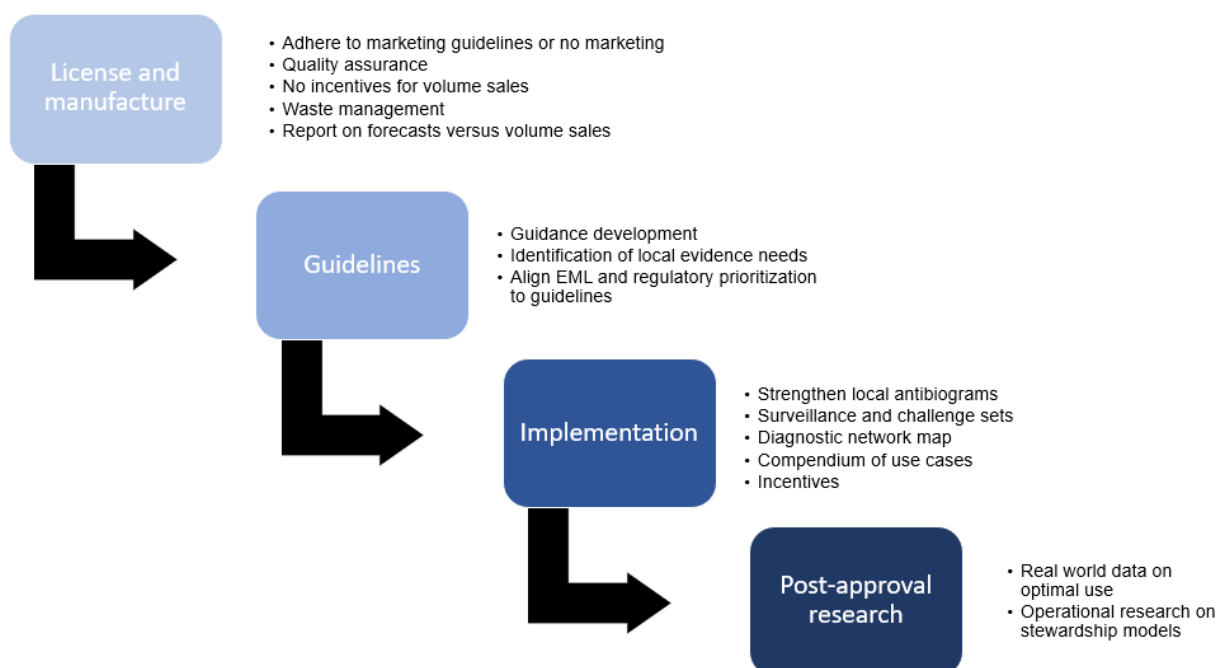 License and
manufacture
• Adhere to marketing guidelines or no marketing
• Quality assurance
• No incentives for volume sales
• Waste management
• Report on forecasts versus volume sales
Guidelines
• Guidance development
• Identification of local evidence needs
• Align EML and regulatory prioritization
to guidelines
Implementation
• Strengthen local antibiograms
• Surveillance and challenge sets
• Diagnostic network map
• Compendium of use cases
• Incentives
Post-approval
research
• Real world data on
optimal use
• Operational research on
stewardship models